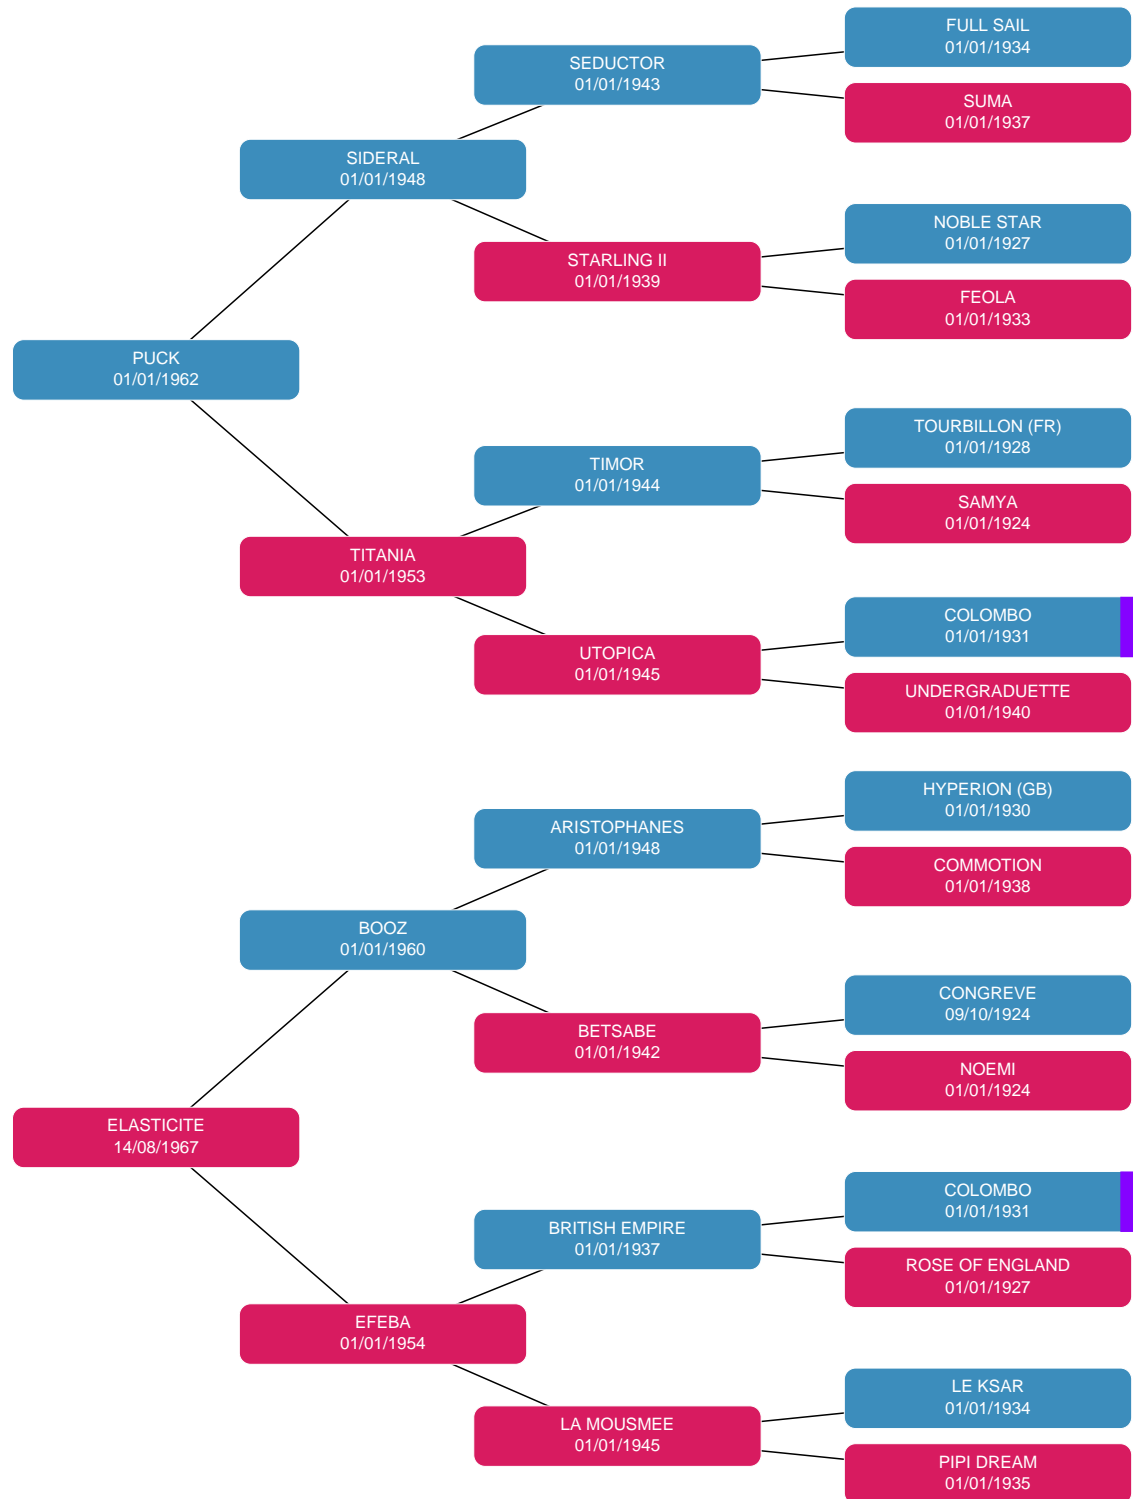 FULL SAIL
01/01/1934
SEDUCTOR
01/01/1943
SUMA
01/01/1937
SIDERAL
01/01/1948
NOBLE STAR
01/01/1927
STARLING II
01/01/1939
FEOLA
01/01/1933
PUCK
01/01/1962
TOURBILLON (FR)
01/01/1928
TIMOR
01/01/1944
SAMYA
01/01/1924
TITANIA
01/01/1953
COLOMBO
01/01/1931
UTOPICA
01/01/1945
UNDERGRADUETTE
01/01/1940
HYPERION (GB)
01/01/1930
ARISTOPHANES
01/01/1948
COMMOTION
01/01/1938
BOOZ
01/01/1960
CONGREVE
09/10/1924
BETSABE
01/01/1942
NOEMI
01/01/1924
ELASTICITE
14/08/1967
COLOMBO
01/01/1931
BRITISH EMPIRE
01/01/1937
ROSE OF ENGLAND
01/01/1927
EFEBA
01/01/1954
LE KSAR
01/01/1934
LA MOUSMEE
01/01/1945
PIPI DREAM
01/01/1935